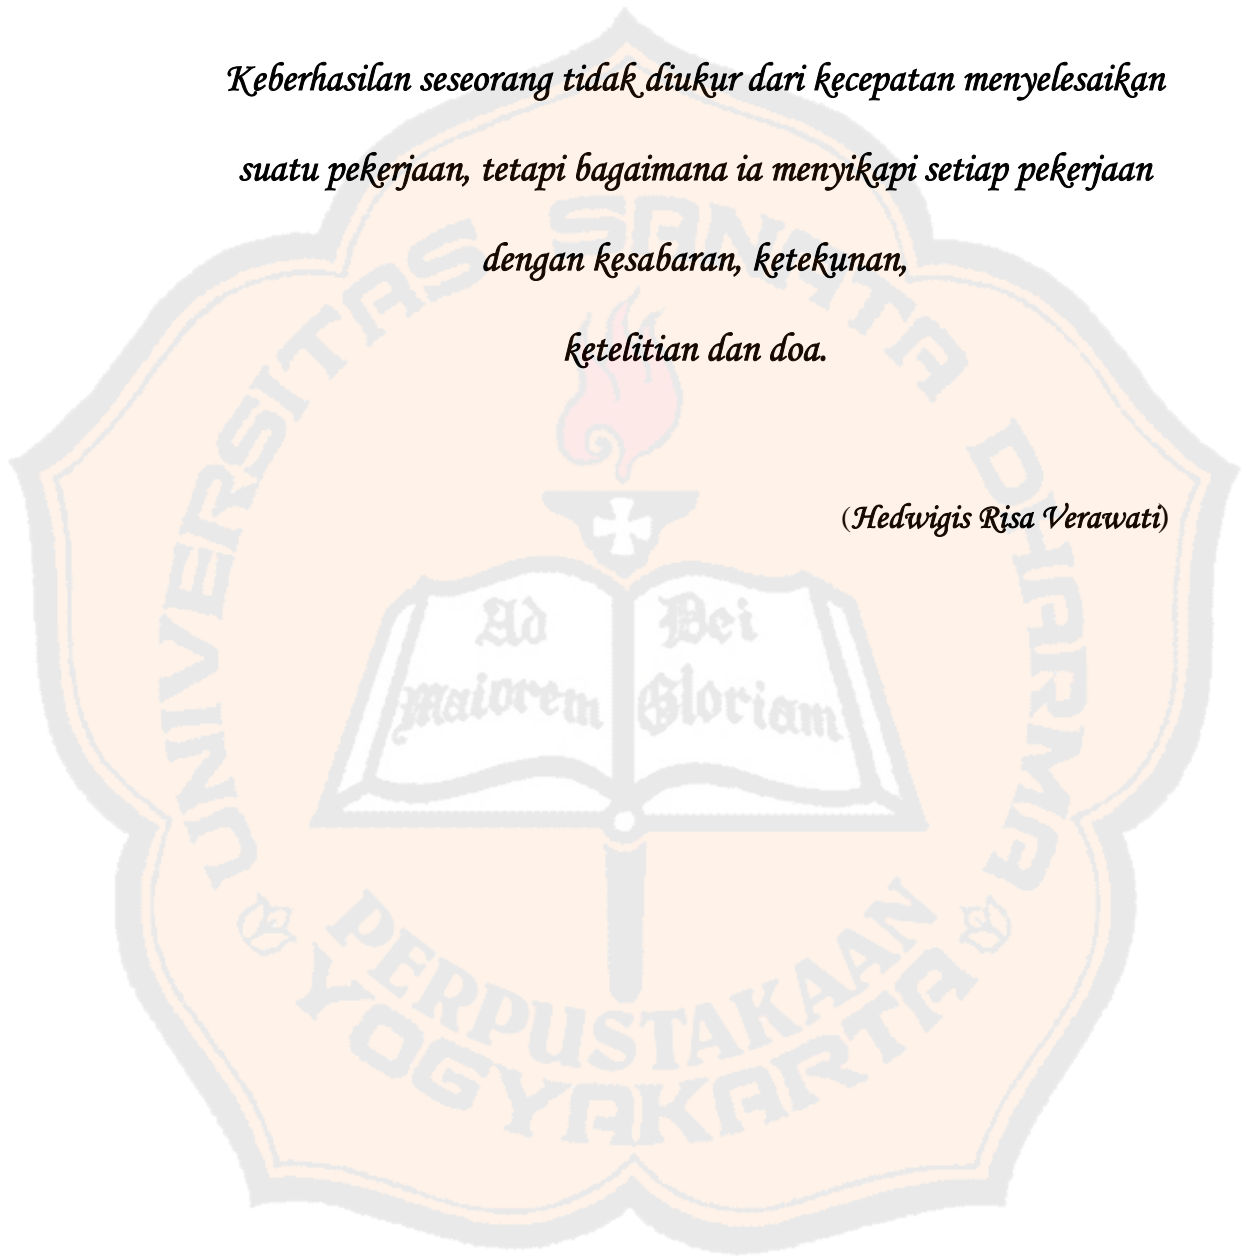 Keberhasilan seseorang tidak diukur dari kecepatan menyelesaikan
suatu pekerjaan, tetapi bagaimana ia menyikapi setiap pekerjaan
dengan kesabaran, ketekunan,
ketelitian dan doa.
(Hedwigis Risa Verawati)
UNIVERSITAS SANATA DHARMA
Ad Dei
Maiorem Gloriam
PERPUSTAKAAN
YOGYAKARTA